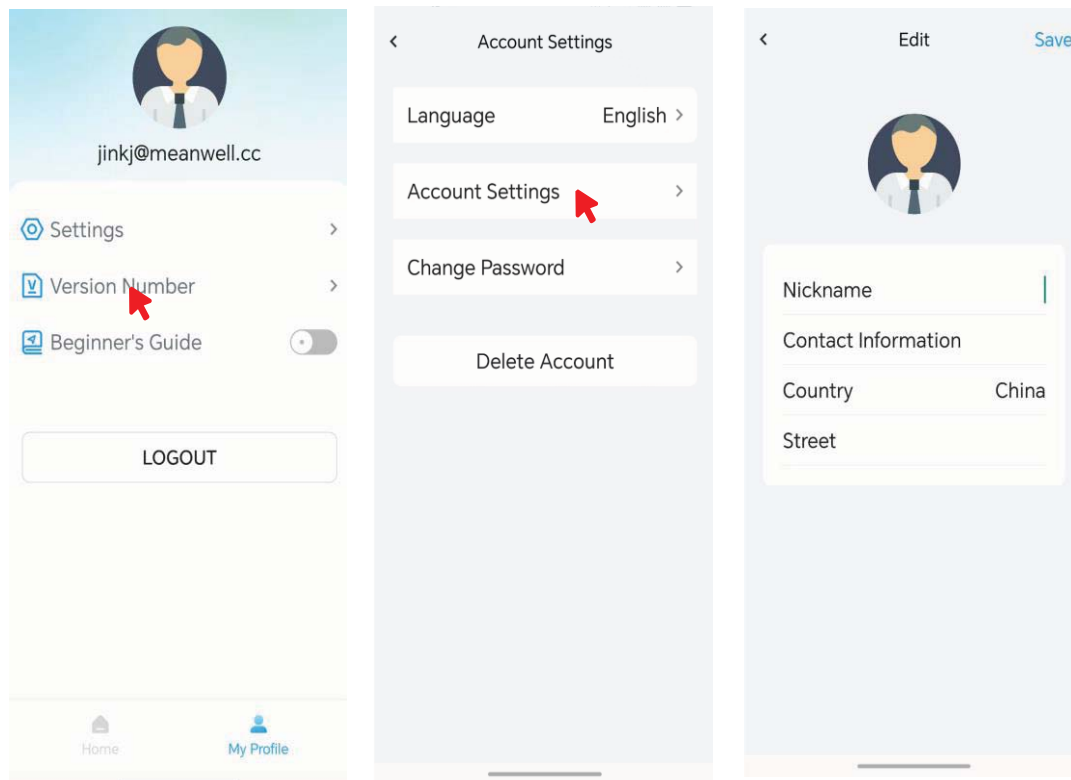 jinkj@meanwell.cc
Settings
Version Number
Beginner's Guide
LOGOUT
Home
My Profile
Account Settings
Language English
Account Settings
Change Password
Delete Account
Edit Save
Nickname
Contact Information
Country China
Street